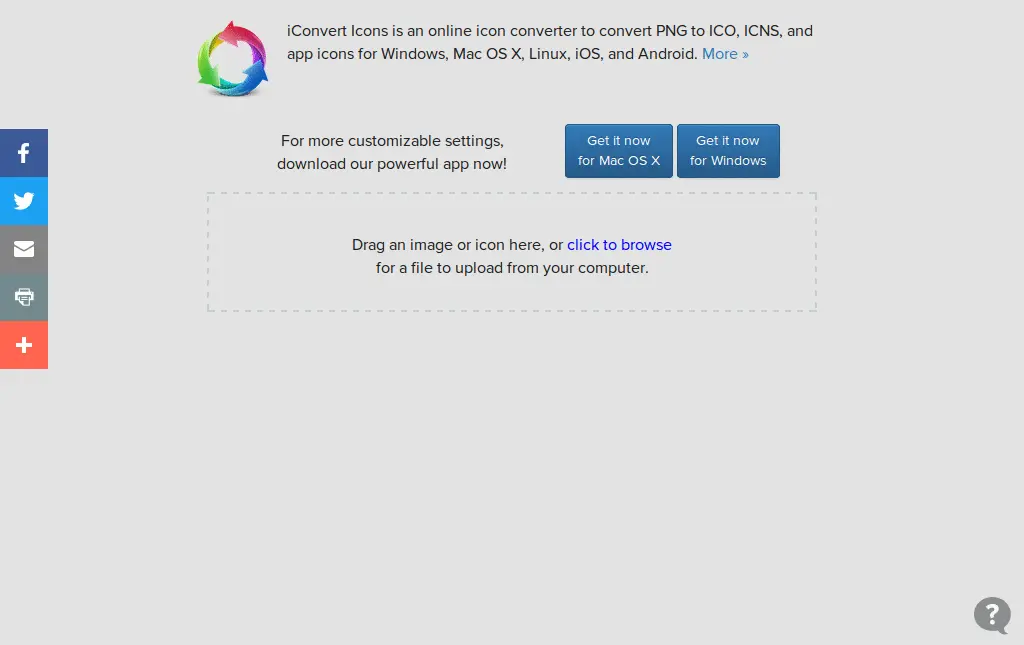 iConvert Icons is an online icon converter to convert PNG to ICO, ICNS, and
app icons for Windows, Mac OS X, Linux, iOS, and Android. More »
For more customizable settings,
download our powerful app now!
Get it now
for Mac OS X
Get it now
for Windows
Drag an image or icon here, or click to browse
for a file to upload from your computer.